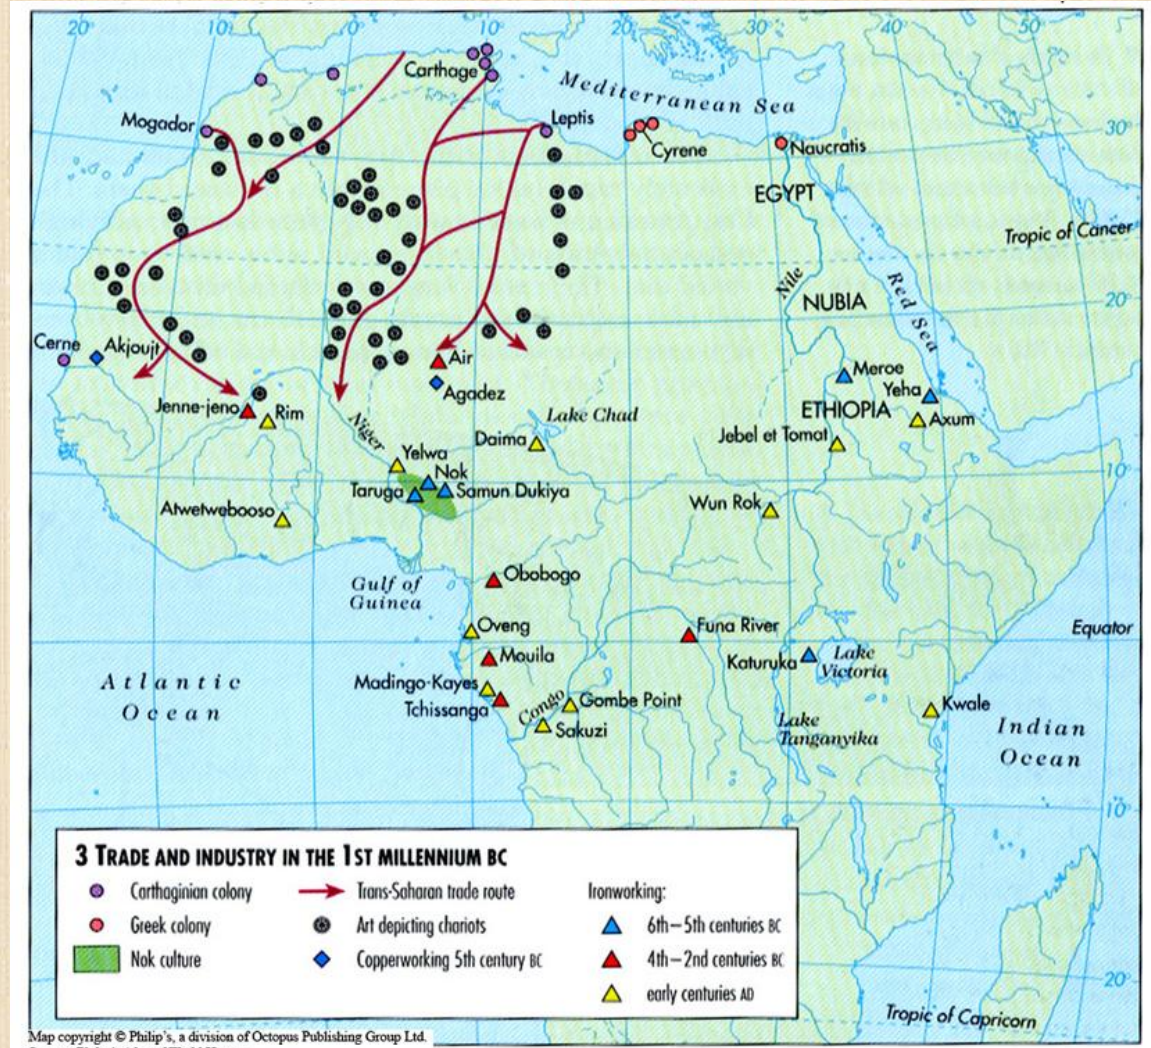 20° 10° 0° 10° 20° 30° 40° 50°
Carthage
Mediterranean Sea
Mogador
Leptis
30°
Cyrene
Naucratis
EGYPT
Tropic of Cancer
Nile
Red Sea
NUBIA
20°
Cerne
Akjoujt
Air
Meroe
Agadez
Yeha
Jenne-jeno
Rim
Lake Chad
ETHIOPIA
Axum
Niger
Daima
Jebel et Tomat
Yelwa
10°
Nok
Taruga
Samun Dukiya
Wun Rok
Atwetwebooso
Obobogo
Gulf of
Guinea
Oveng
Funa River
Equator
Mouila
Katuruka
Lake
Victoria
Atlantic
Ocean
Madingo-Kayes
Tchissanga
Congo
Gombe Point
Sakuzi
Kwale
Lake
Tanganyika
Indian
Ocean
10°
3 TRADE AND INDUSTRY IN THE 1ST MILLENNIUM BC
Carthaginian colony
Trans-Saharan trade route
Ironworking:
Greek colony
Art depicting chariots
6th–5th centuries BC
Nok culture
Copperworking 5th century BC
4th–2nd centuries BC
early centuries AD
20°
Tropic of Capricorn
Map copyright © Philip's, a division of Octopus Publishing Group Ltd.